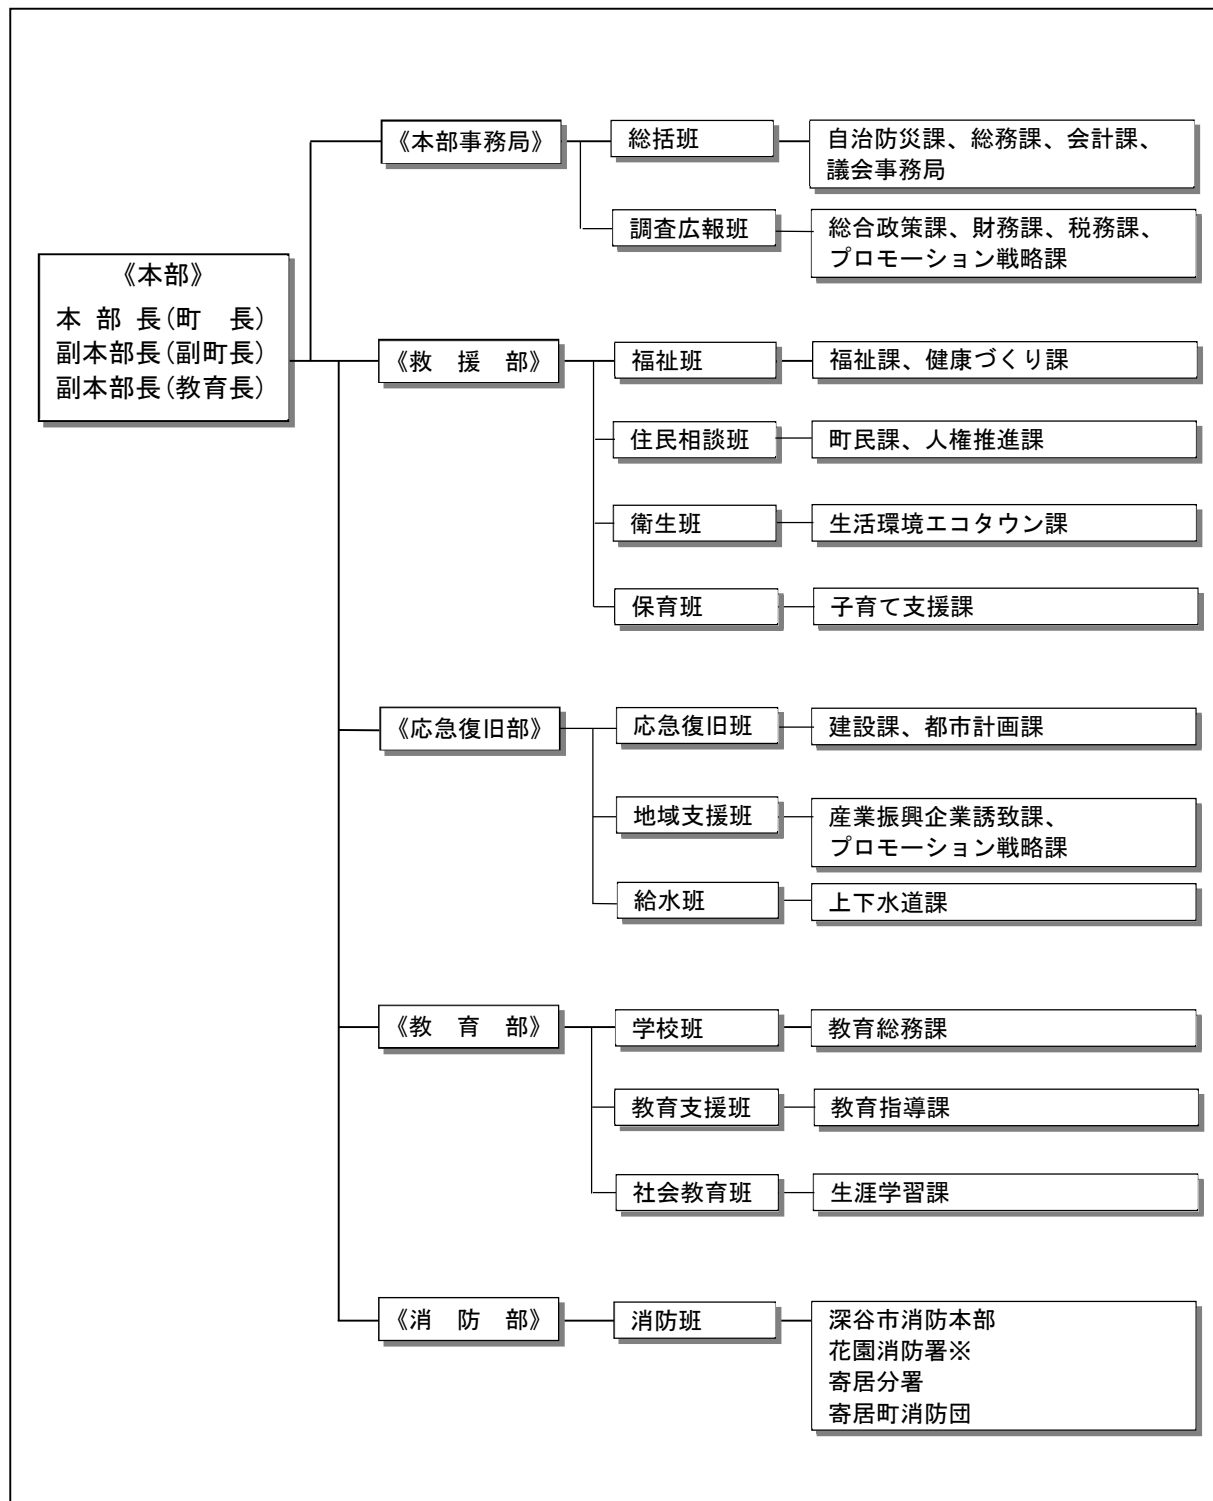 《本部》
本 部 長(町　長)
副本部長(副町長)
副本部長(教育長)
《本部事務局》
総括班
自治防災課、総務課、会計課、
議会事務局
調査広報班
総合政策課、財務課、税務課、
プロモーション戦略課
《救　援　部》
福祉班
福祉課、健康づくり課
住民相談班
町民課、人権推進課
衛生班
生活環境エコタウン課
保育班
子育て支援課
《応急復旧部》
応急復旧班
建設課、都市計画課
地域支援班
産業振興企業誘致課、
プロモーション戦略課
給水班
上下水道課
《教　育　部》
学校班
教育総務課
教育支援班
教育指導課
社会教育班
生涯学習課
《消　防　部》
消防班
深谷市消防本部
花園消防署※
寄居分署
寄居町消防団